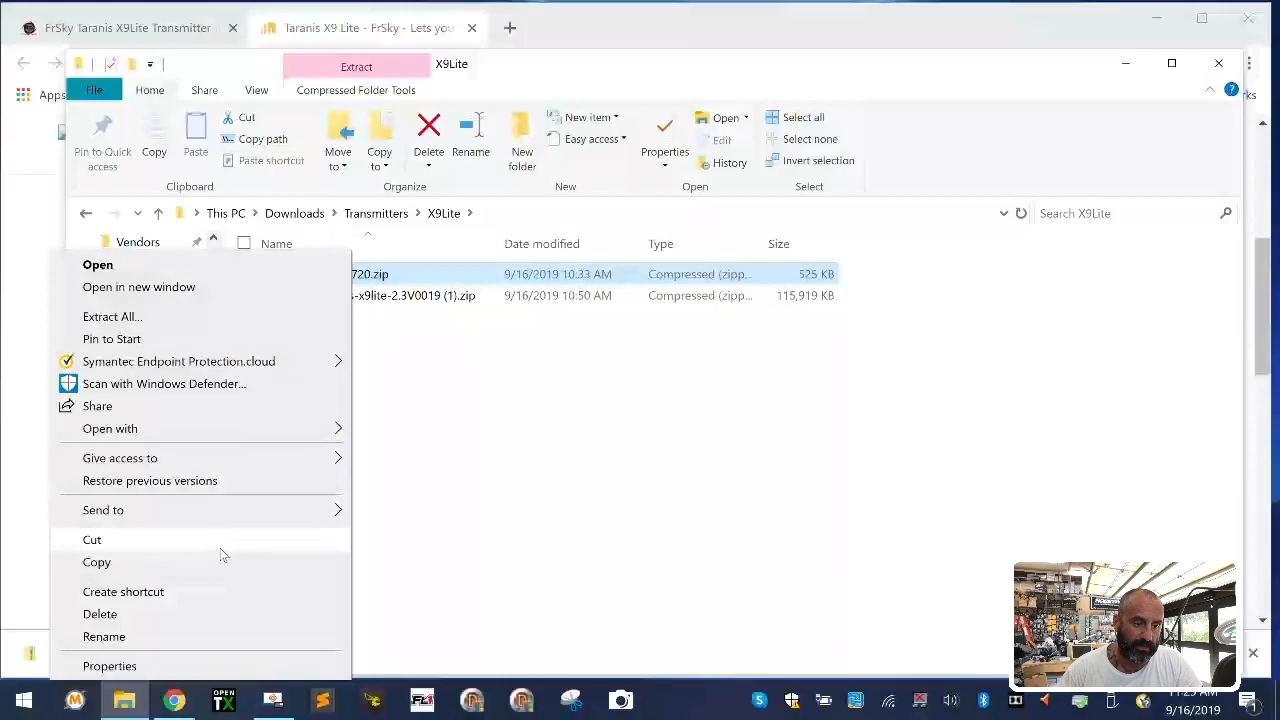 FrSky Taranis X9Lite Transmitter
Taranis X9 Lite - FrSky - Lets you
Extract
X9Lite
File
Home
Share
View
Compressed Folder Tools
Apps
Pin to Quick access
Copy
Paste
Cut
Copy path
Paste shortcut
Clipboard
Move to
Copy to
Delete
Rename
Organize
New folder
New item
Easy access
New
Properties
Open
Edit
History
Open
Select all
Select none
Invert selection
Select
This PC
Downloads
Transmitters
X9Lite
Search X9Lite
Vendors
Name
Date modified
Type
Size
720.zip
9/16/2019 10:33 AM
Compressed (zipp...
525 KB
-x9lite-2.3V0019 (1).zip
9/16/2019 10:50 AM
Compressed (zipp...
115,919 KB
Open
Open in new window
Extract All...
Pin to Start
Symantec Endpoint Protection.cloud
Scan with Windows Defender...
Share
Open with
Give access to
Restore previous versions
Send to
Cut
Copy
Create shortcut
Delete
Rename
Properties
OPEN TX
9/16/2019